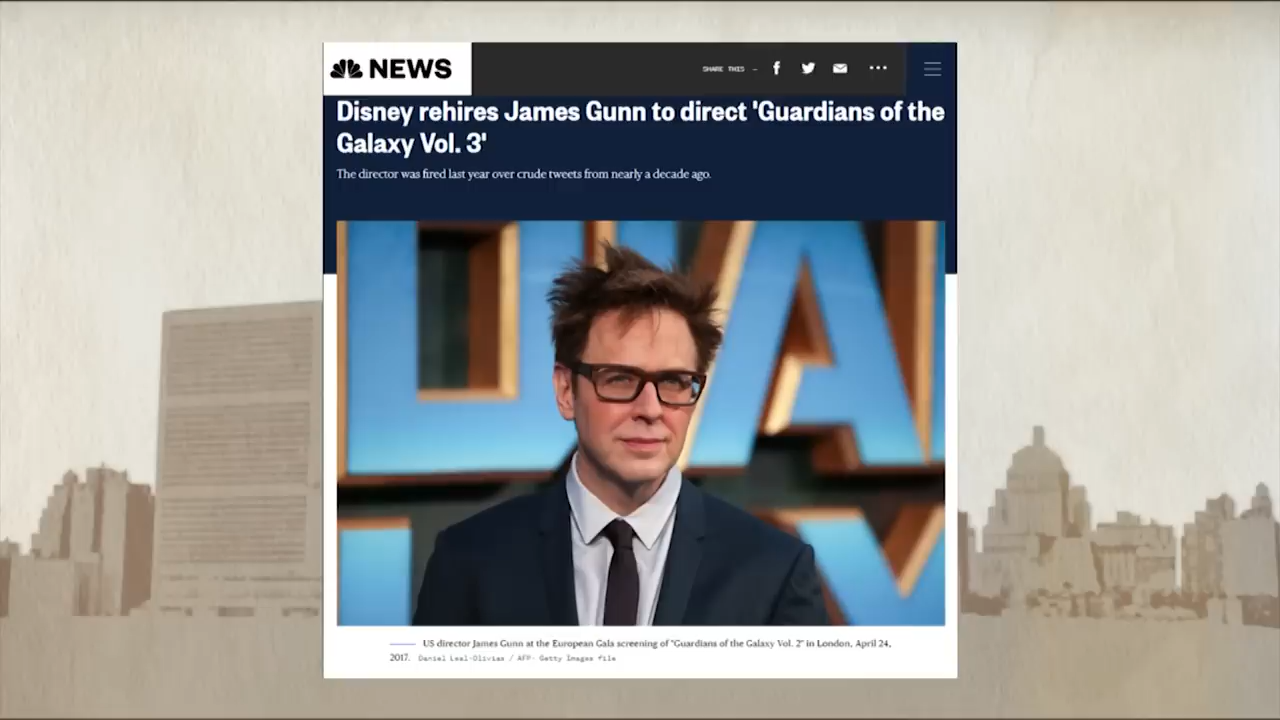 NEWS
SHARE THIS –
Disney rehires James Gunn to direct 'Guardians of the
Galaxy Vol. 3'
The director was fired last year over crude tweets from nearly a decade ago.
US director James Gunn at the European Gala screening of "Guardians of the Galaxy Vol. 2" in London, April 24,
2017. Daniel Leal-Olivias / AFP- Getty Images file